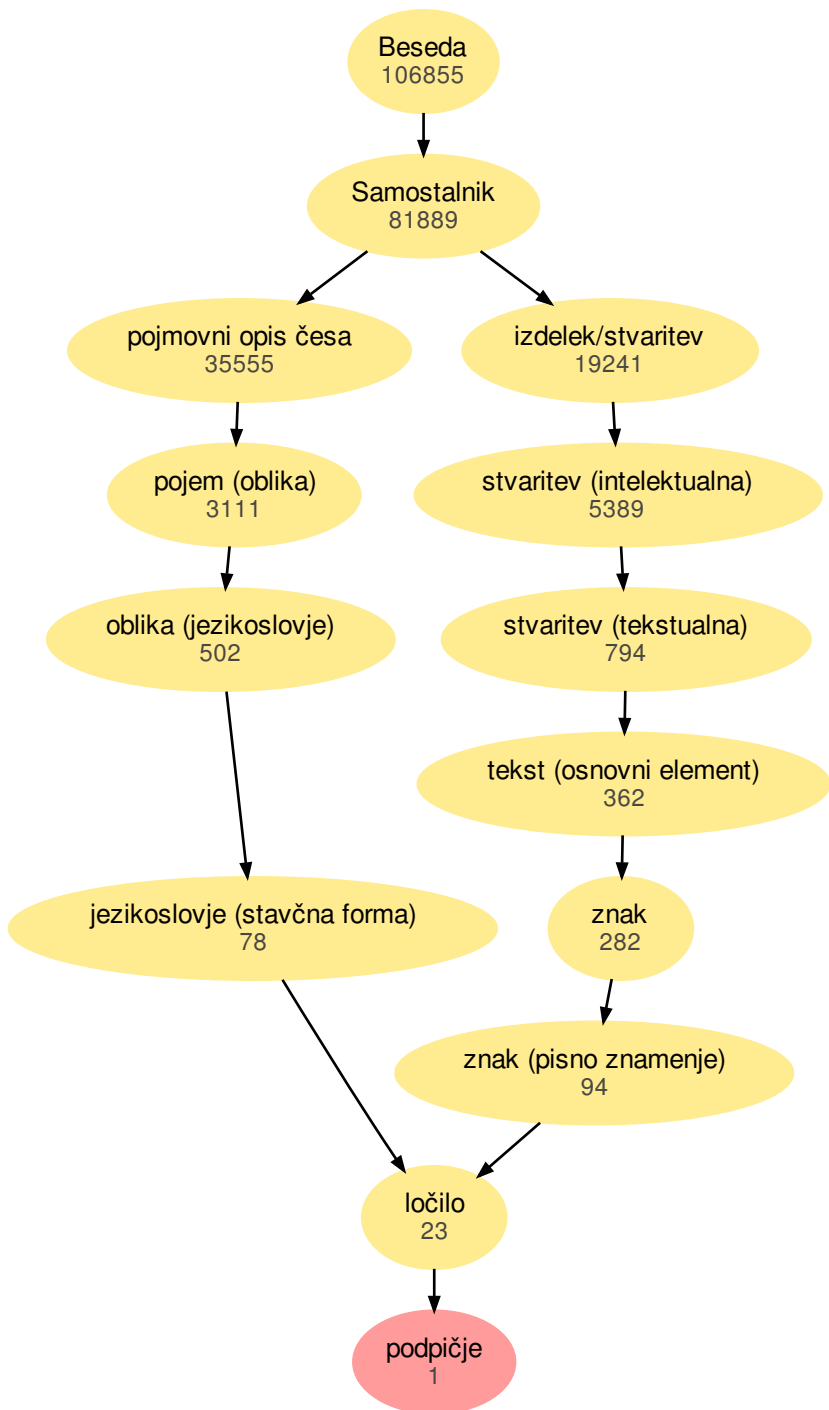 Beseda
106855
Samostalnik
81889
pojmovni opis česa
35555
izdelek/stvaritev
19241
pojem (oblika)
3111
stvaritev (intelektualna)
5389
oblika (jezikoslovje)
502
stvaritev (tekstualna)
794
tekst (osnovni element)
362
jezikoslovje (stavčna forma)
78
znak
282
znak (pisno znamenje)
94
ločilo
23
podpičje
1